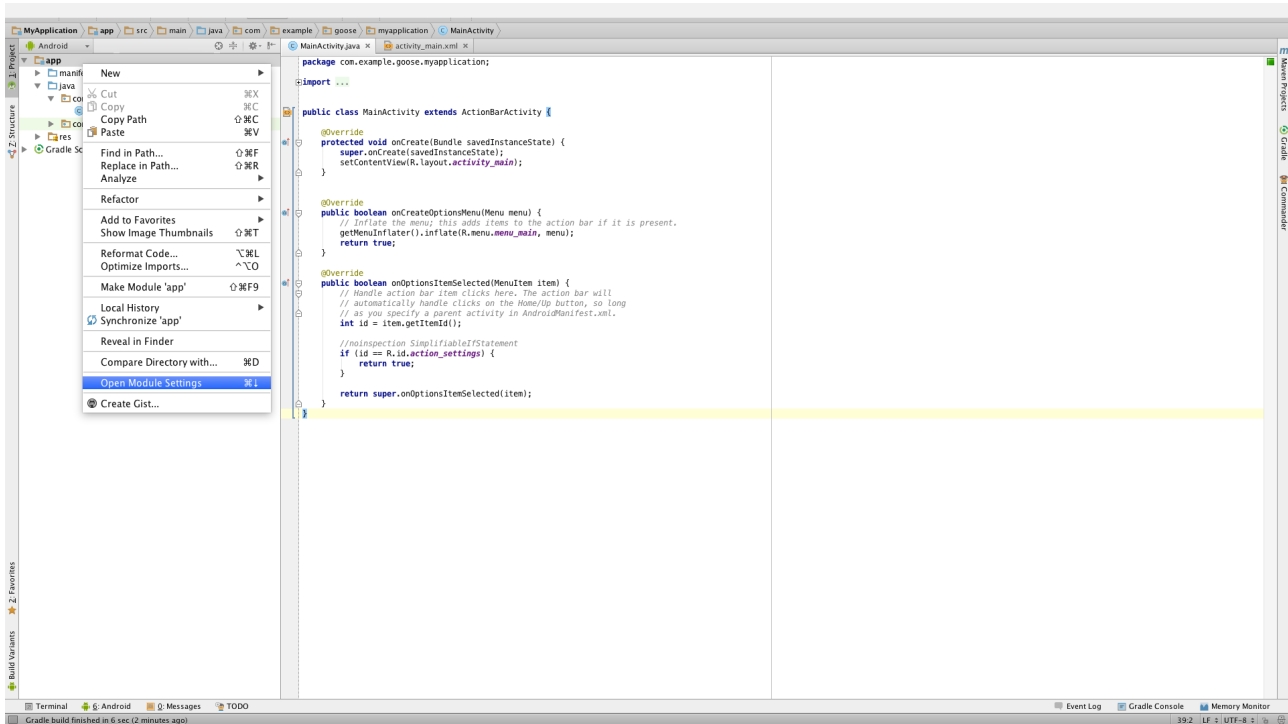 MyApplication app src main java com example goose myapplication MainActivity
Android
MainActivity.java × activity_main.xml ×
1: Project
Z: Structure
2: Favorites
Build Variants
app
manife
java
co
co
res
Gradle Sc
New
Cut ⌘X
Copy ⌘C
Copy Path ⇧⌘C
Paste ⌘V
Find in Path... ⇧⌘F
Replace in Path... ⇧⌘R
Analyze
Refactor
Add to Favorites
Show Image Thumbnails ⇧⌘T
Reformat Code... ⌥⌘L
Optimize Imports... ^⌥O
Make Module 'app' ⇧⌘F9
Local History
Synchronize 'app'
Reveal in Finder
Compare Directory with... ⌘D
Open Module Settings ⌘↓
Create Gist...
package com.example.goose.myapplication;
import ...
public class MainActivity extends ActionBarActivity {
@Override
protected void onCreate(Bundle savedInstanceState) {
super.onCreate(savedInstanceState);
setContentView(R.layout.activity_main);
}
@Override
public boolean onCreateOptionsMenu(Menu menu) {
// Inflate the menu; this adds items to the action bar if it is present.
getMenuInflater().inflate(R.menu.menu_main, menu);
return true;
}
@Override
public boolean onOptionsItemSelected(MenuItem item) {
// Handle action bar item clicks here. The action bar will
// automatically handle clicks on the Home/Up button, so long
// as you specify a parent activity in AndroidManifest.xml.
int id = item.getItemId();
//noinspection SimplifiableIfStatement
if (id == R.id.action_settings) {
return true;
}
return super.onOptionsItemSelected(item);
}
}
Maven Projects
Gradle
Commander
Terminal 6: Android 0: Messages TODO Event Log Gradle Console Memory Monitor
Gradle build finished in 6 sec (2 minutes ago) 39:2 LF UTF-8